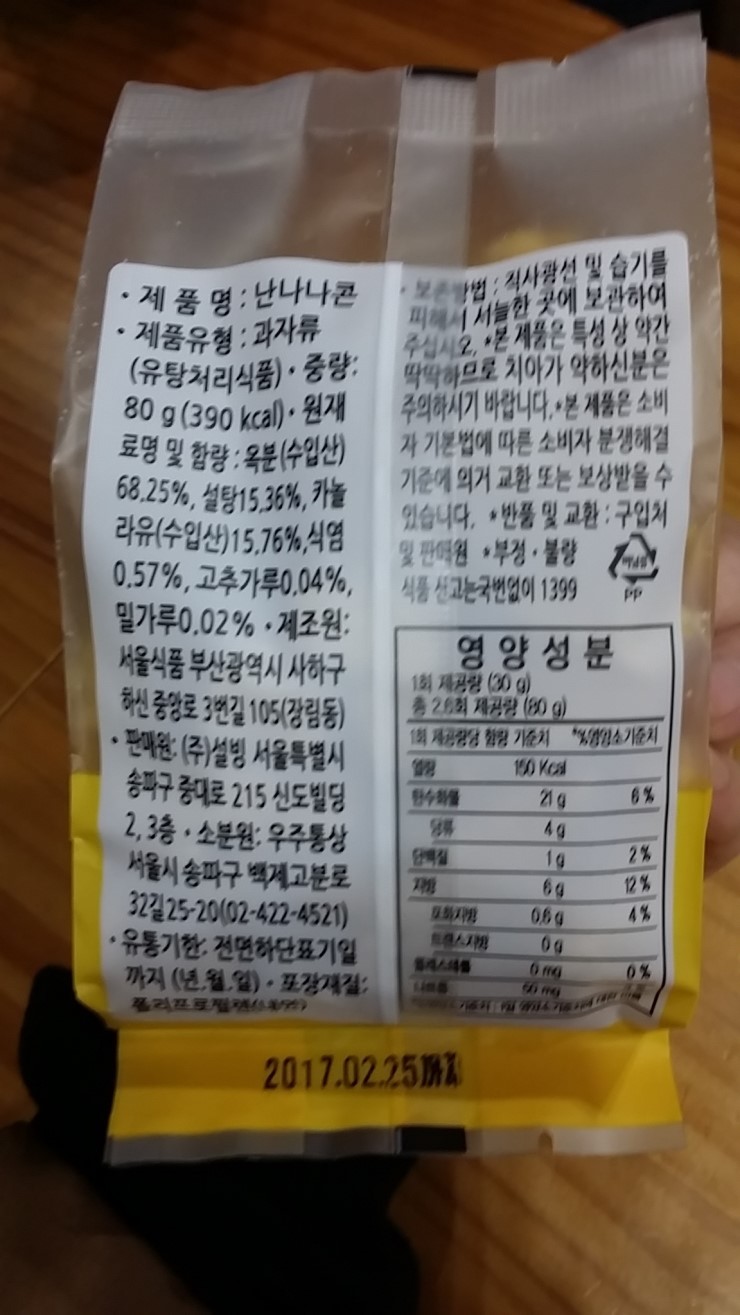 · 제 품 명 : 난나나콘
· 제품유형 : 과자류
(유탕처리식품) · 중량:
80 g (390 kcal) · 원재
료명 및 함량 : 옥분(수입산)
68.25%, 설탕15.36%, 카놀
라유(수입산)15.76%,식염
0.57%, 고추가루0.04%,
밀가루0.02% · 제조원:
서울식품 부산광역시 사하구
하신 중앙로 3번길 105(장림동)
· 판매원: (주)설빙 서울특별시
송파구 중대로 215 신도빌딩
2, 3층 · 소분원: 우주통상
서울시 송파구 백제고분로
32길25-20(02-422-4521)
· 유통기한: 전면하단표기일
까지 (년.월.일) · 포장재질:
폴리프로필렌
· 보존방법 : 직사광선 및 습기를
피해서 서늘한 곳에 보관하여
주십시오. *본 제품은 특성 상 약간
딱딱하므로 치아가 약하신분은
주의하시기 바랍니다. *본 제품은 소비
자 기본법에 따른 소비자 분쟁해결
기준에 의거 교환 또는 보상받을 수
있습니다. *반품 및 교환 : 구입처
및 판매원 *부정 · 불량
식품 신고는국번없이 1399
PP
영 양 성 분
1회 제공량 (30 g)
총 2.6회 제공량 (80 g)
1회 제공량당 함량 기준치 *%영양소기준치
열량 150 Kcal
탄수화물 21 g 6 %
당류 4 g
단백질 1 g 2 %
지방 6 g 12 %
포화지방 0.6 g 4 %
트랜스지방 0 g
콜레스테롤 0 mg 0 %
나트륨 50 mg
2017.02.25까지